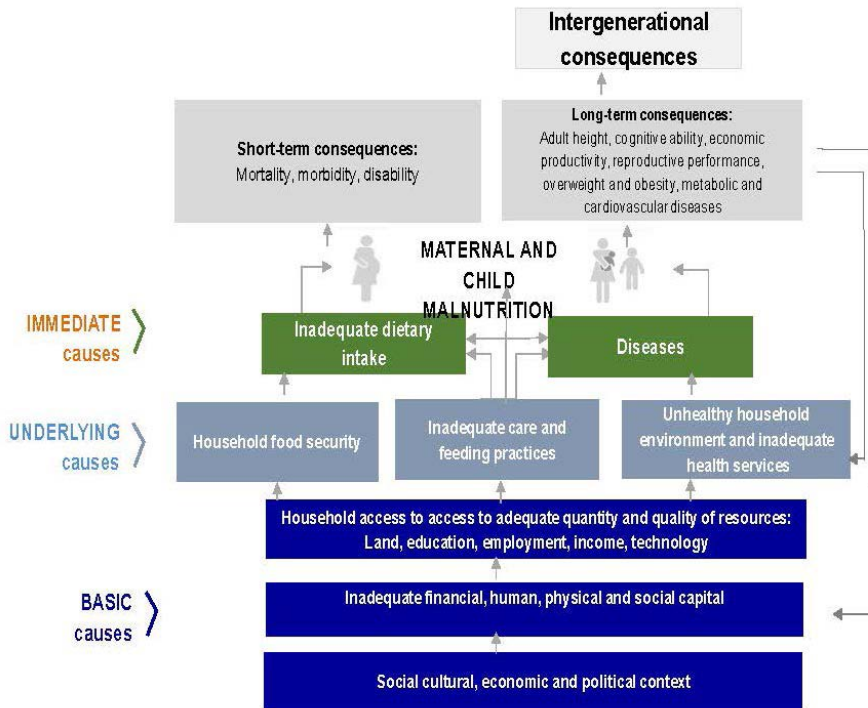 Intergenerational
consequences
Short-term consequences:
Mortality, morbidity, disability
Long-term consequences:
Adult height, cognitive ability, economic
productivity, reproductive performance,
overweight and obesity, metabolic and
cardiovascular diseases
MATERNAL AND
CHILD
MALNUTRITION
IMMEDIATE
causes
Inadequate dietary
intake
Diseases
UNDERLYING
causes
Household food security
Inadequate care and
feeding practices
Unhealthy household
environment and inadequate
health services
Household access to access to adequate quantity and quality of resources:
Land, education, employment, income, technology
BASIC
causes
Inadequate financial, human, physical and social capital
Social cultural, economic and political context